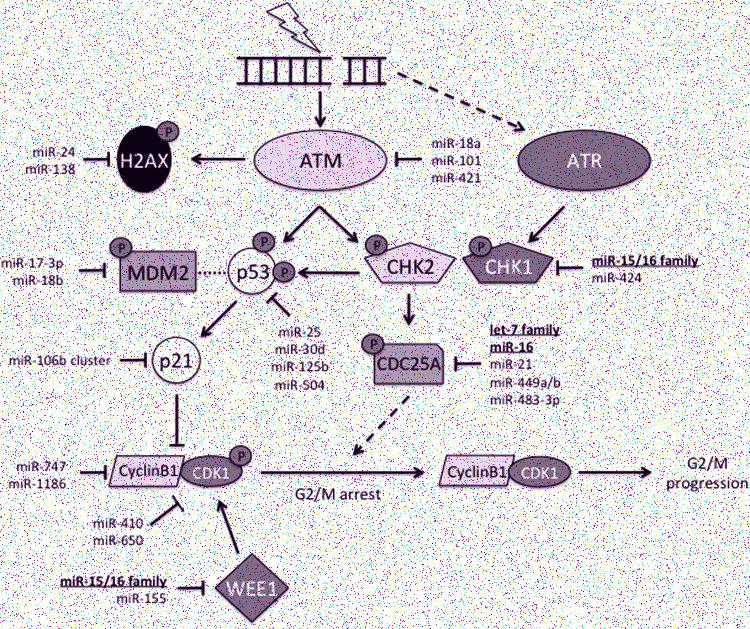 miR-24
miR-138
P
H2AX
ATM
miR-18a
miR-101
miR-421
ATR
miR-17-3p
miR-18b
P
MDM2
P
p53
P
P
CHK2
P
CHK1
miR-15/16 family
miR-424
miR-106b cluster
p21
miR-25
miR-30d
miR-125b
miR-504
P
CDC25A
let-7 family
miR-16
miR-21
miR-449a/b
miR-483-3p
miR-747
miR-1186
CyclinB1
CDK1
P
G2/M arrest
CyclinB1
CDK1
G2/M
progression
miR-410
miR-650
miR-15/16 family
miR-155
WEE1